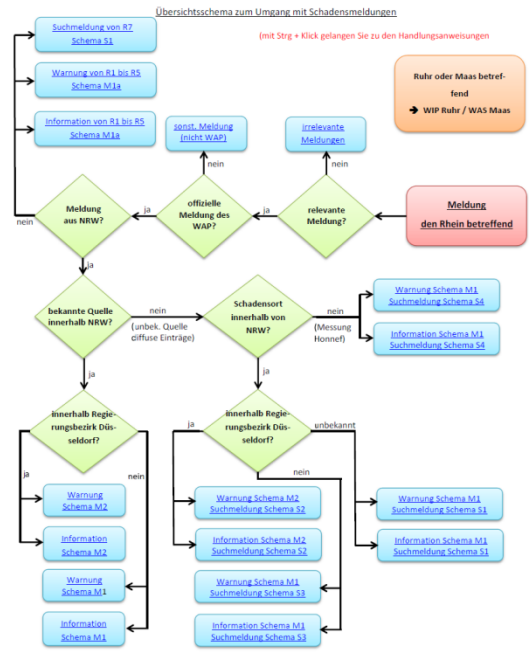 Übersichtsschema zum Umgang mit Schadensmeldungen
(mit Strg + Klick gelangen Sie zu den Handlungsanweisungen
Suchmeldung von R7
Schema S1
Warnung von R1 bis R5
Schema M1a
Information von R1 bis R5
Schema M1a
sonst. Meldung
(nicht WAP)
irrelevante
Meldungen
Ruhr oder Maas betref-
fend
➔ WIP Ruhr / WAS Maas
nein
nein
nein
Meldung
aus NRW?
ja
offizielle
Meldung des
WAP?
ja
relevante
Meldung?
Meldung
den Rhein betreffend
ja
bekannte Quelle
innerhalb NRW?
nein
(unbek. Quelle
diffuse Einträge)
Schadensort
innerhalb von
NRW?
nein
(Messung
Honnef)
Warnung Schema M1
Suchmeldung Schema S4
Information Schema M1
Suchmeldung Schema S4
ja
ja
innerhalb Regie-
rungsbezirk Düs-
seldorf?
ja
nein
innerhalb Regie-
rungsbezirk Düs-
seldorf?
unbekannt
ja
nein
Warnung
Schema M2
Information
Schema M2
Warnung
Schema M1
Information
Schema M1
Warnung Schema M2
Suchmeldung Schema S2
Information Schema M2
Suchmeldung Schema S2
Warnung Schema M1
Suchmeldung Schema S3
Information Schema M1
Suchmeldung Schema S3
Warnung Schema M1
Suchmeldung Schema S1
Information Schema M1
Suchmeldung Schema S1